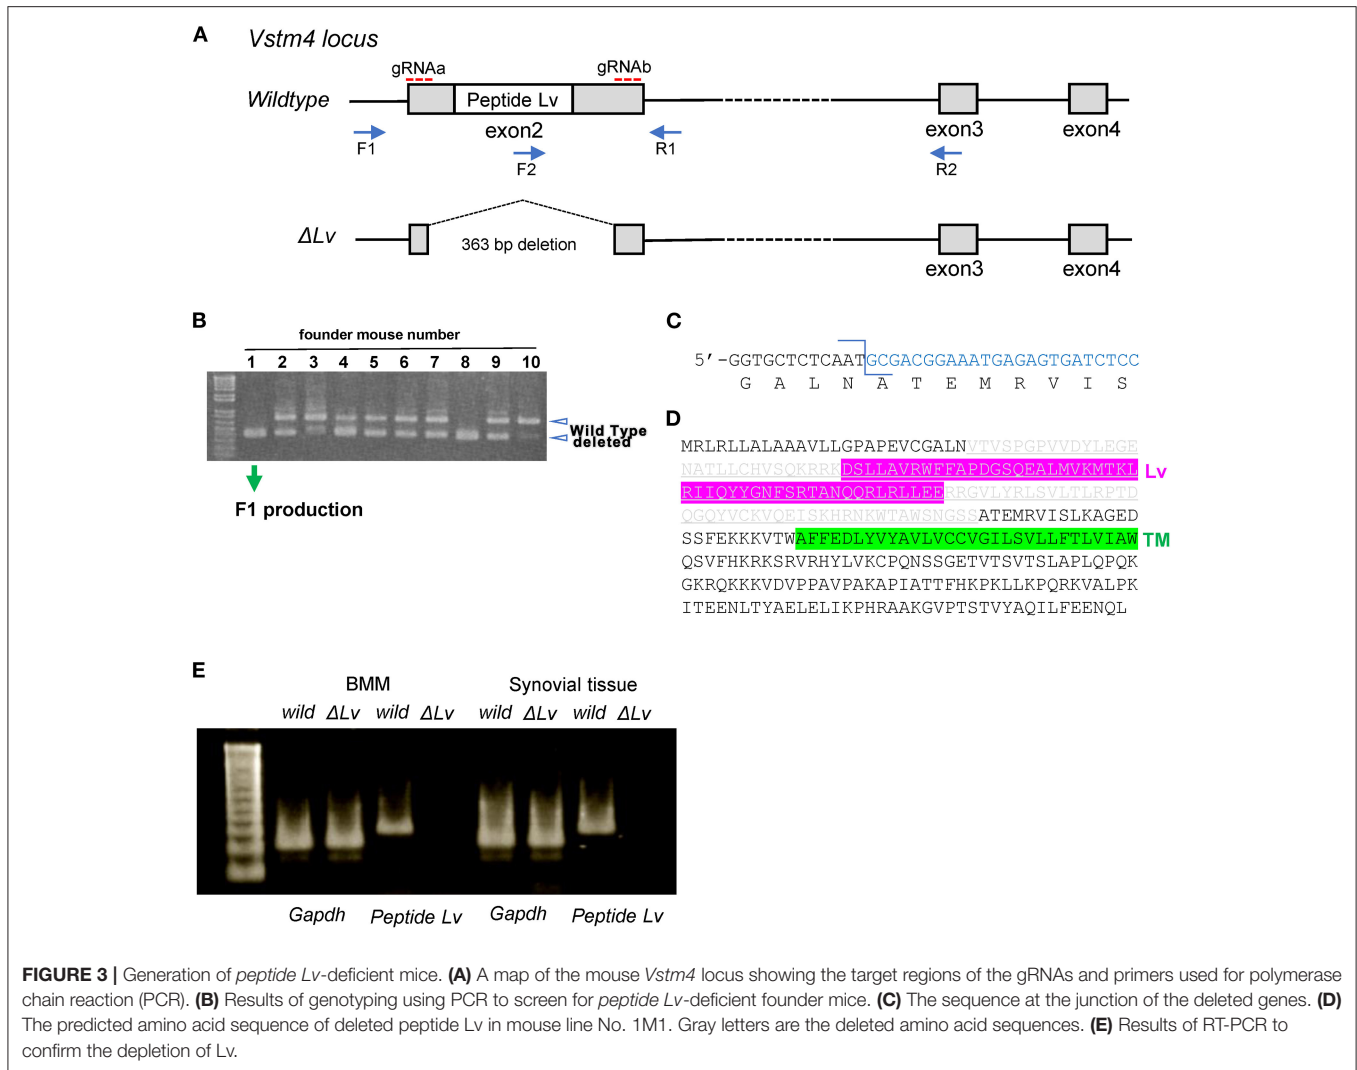 A
Vstm4 locus
gRNAa
gRNAb
Wildtype
Peptide Lv
exon2
exon3
exon4
F1
R1
F2
R2
ΔLv
363 bp deletion
exon3
exon4
B
founder mouse number
1 2 3 4 5 6 7 8 9 10
Wild Type
deleted
F1 production
C
5’-GGTGCTCTCAATGCGACGGAAATGAGAGTGATCTCC
G A L N A T E M R V I S
D
MRLRLLALAAAVLLGPAPEVCGALNVTVSPGPVVDYLEGE
NATLLCHVSQKRRKDSLLAVRWFFAPDGSQEALMVKMTKL Lv
RIIQYYGNFSRTANQQRLRLLEERRGVLYRLSVLTLRPTD
QGQYVCKVQEISKHRNKWTAWSNGSSATEMRVISLKAGED
SSFEKKKVTWAFFEDLYVYAVLVCCVGILSVLLFTLVIAW TM
QSVFHKRKSRVRHYLVKCPQNSSGETVTSVTSLAPLQPQK
GKRQKKKVDVPPAVPAKAPIATTFHKPKLLKPQRKVALPK
ITEENLTYAELELIKPHRAAKGVPTSTVYAQILFEENQL
E
BMM
Synovial tissue
wild ΔLv wild ΔLv wild ΔLv wild ΔLv
Gapdh Peptide Lv Gapdh Peptide Lv
FIGURE 3 | Generation of peptide Lv-deficient mice. (A) A map of the mouse Vstm4 locus showing the target regions of the gRNAs and primers used for polymerase
chain reaction (PCR). (B) Results of genotyping using PCR to screen for peptide Lv-deficient founder mice. (C) The sequence at the junction of the deleted genes. (D)
The predicted amino acid sequence of deleted peptide Lv in mouse line No. 1M1. Gray letters are the deleted amino acid sequences. (E) Results of RT-PCR to
confirm the depletion of Lv.